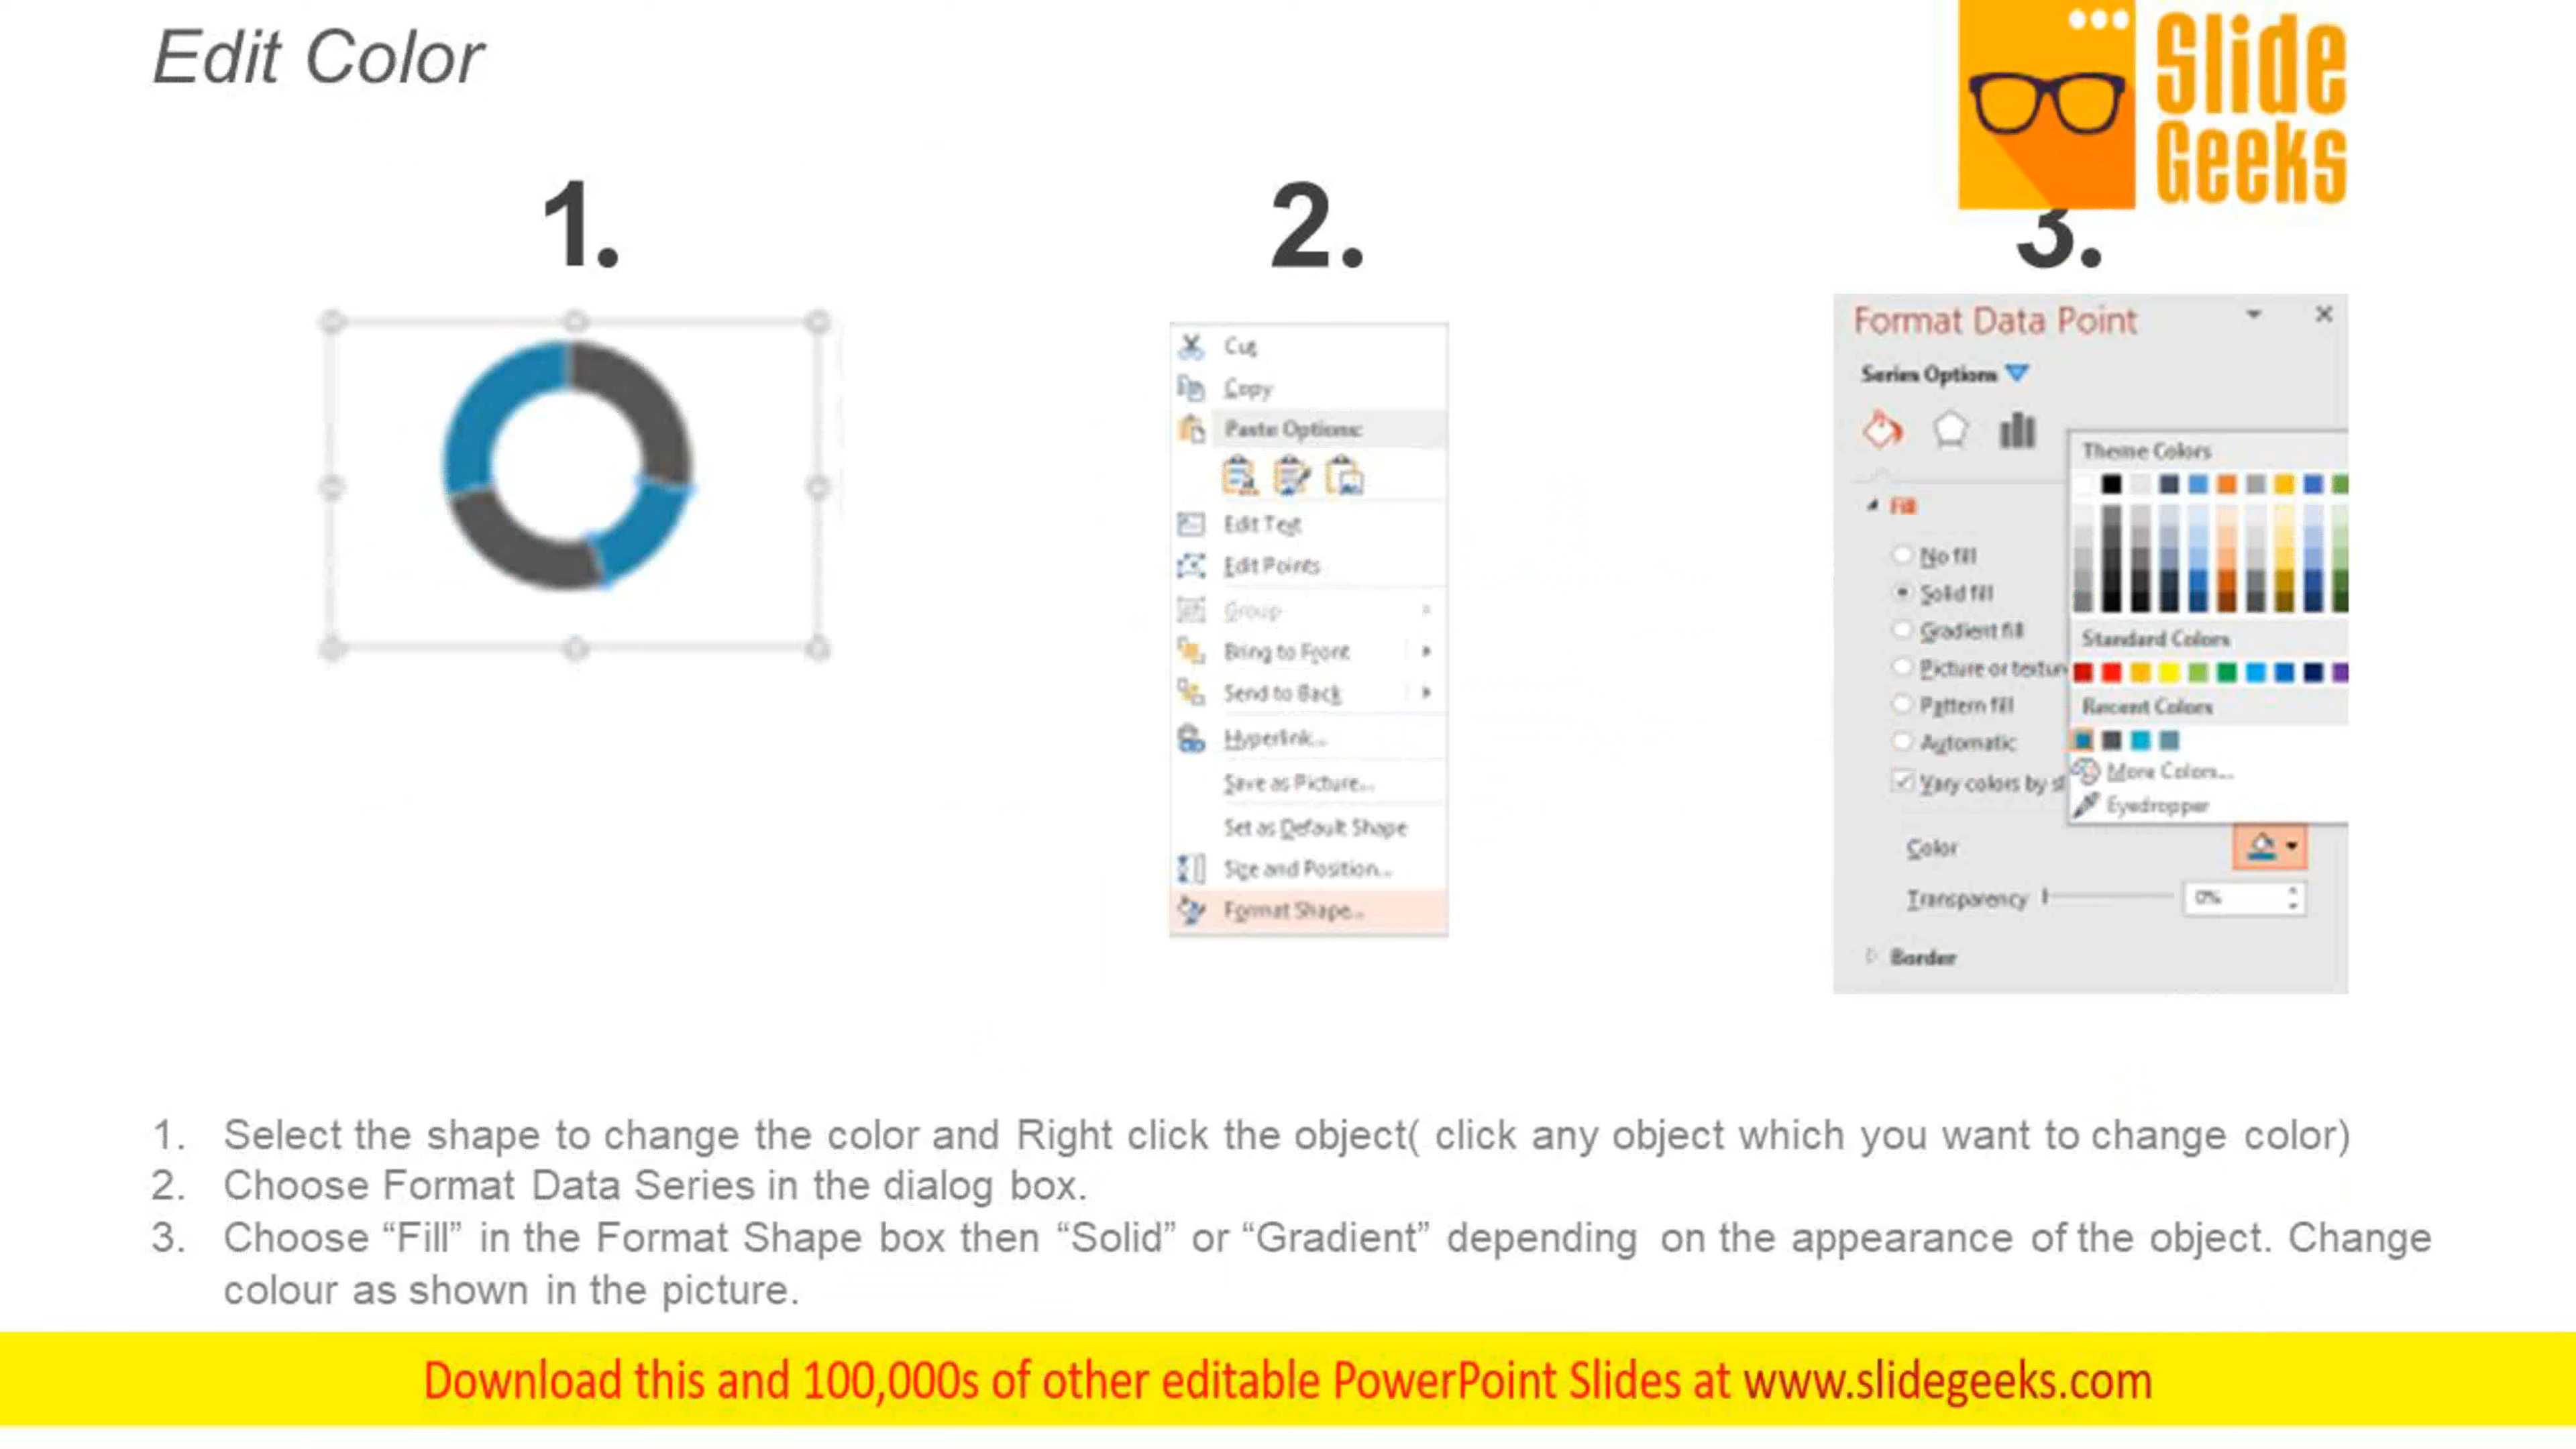 Edit Color
Slide
Geeks
1.
2.
3.
Cut
Copy
Paste Options:
Edit Text
Edit Points
Group
Bring to Front
Send to Back
Hyperlink...
Save as Picture...
Set as Default Shape
Size and Position...
Format Shape...
Format Data Point
Series Options
Fill
No fill
Solid fill
Gradient fill
Picture or textur
Pattern fill
Automatic
Vary colors by sl
Theme Colors
Standard Colors
Recent Colors
More Colors...
Eyedropper
Color
Transparency
0%
Border
1. Select the shape to change the color and Right click the object( click any object which you want to change color)
2. Choose Format Data Series in the dialog box.
3. Choose “Fill” in the Format Shape box then “Solid” or “Gradient” depending on the appearance of the object. Change
colour as shown in the picture.
Download this and 100,000s of other editable PowerPoint Slides at www.slidegeeks.com